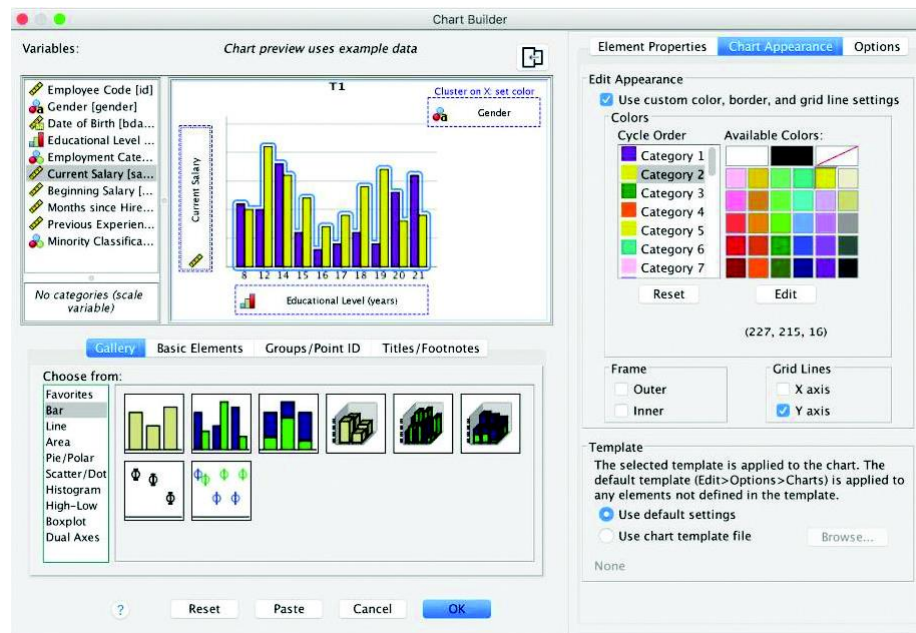 Chart Builder
Variables:
Chart preview uses example data
Employee Code [id]
Gender [gender]
Date of Birth [bda...
Educational Level ...
Employment Cate...
Current Salary [sa...
Beginning Salary [...
Months since Hire...
Previous Experien...
Minority Classifica...
No categories (scale
variable)
T1
Cluster on X: set color
Gender
Current Salary
8 12 14 15 16 17 18 19 20 21
Educational Level (years)
Gallery Basic Elements Groups/Point ID Titles/Footnotes
Choose from:
Favorites
Bar
Line
Area
Pie/Polar
Scatter/Dot
Histogram
High-Low
Boxplot
Dual Axes
? Reset Paste Cancel OK
Element Properties Chart Appearance Options
Edit Appearance
Use custom color, border, and grid line settings
Colors
Cycle Order Available Colors:
Category 1
Category 2
Category 3
Category 4
Category 5
Category 6
Category 7
Reset Edit
(227, 215, 16)
Frame
Outer
Inner
Grid Lines
X axis
Y axis
Template
The selected template is applied to the chart. The
default template (Edit>Options>Charts) is applied to
any elements not defined in the template.
Use default settings
Use chart template file Browse...
None